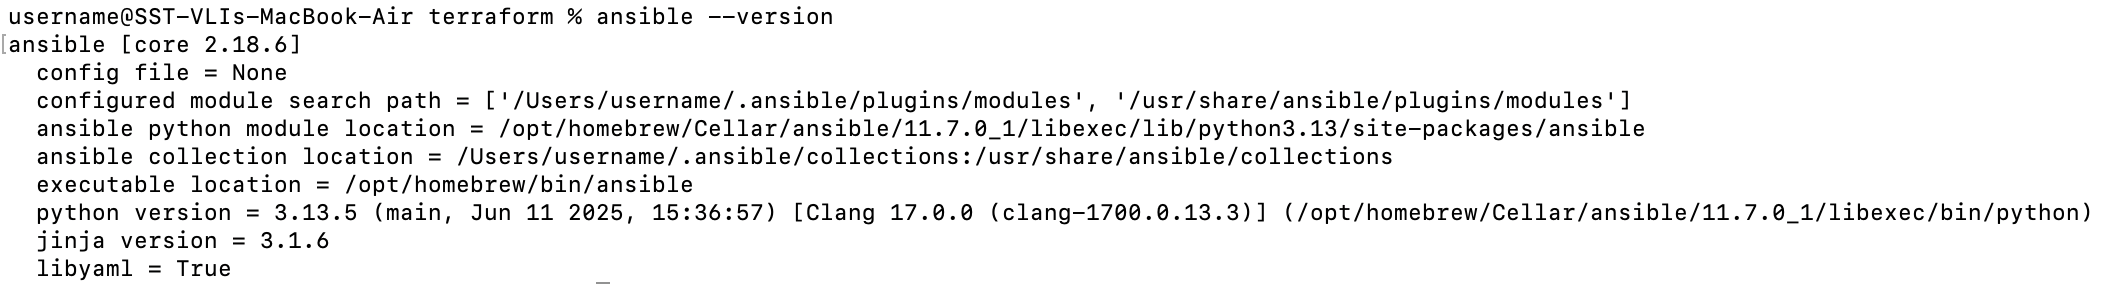 username@SST-VLIs-MacBook-Air terraform % ansible --version
[ansible [core 2.18.6]
  config file = None
  configured module search path = ['/Users/username/.ansible/plugins/modules', '/usr/share/ansible/plugins/modules']
  ansible python module location = /opt/homebrew/Cellar/ansible/11.7.0_1/libexec/lib/python3.13/site-packages/ansible
  ansible collection location = /Users/username/.ansible/collections:/usr/share/ansible/collections
  executable location = /opt/homebrew/bin/ansible
  python version = 3.13.5 (main, Jun 11 2025, 15:36:57) [Clang 17.0.0 (clang-1700.0.13.3)] (/opt/homebrew/Cellar/ansible/11.7.0_1/libexec/bin/python)
  jinja version = 3.1.6
  libyaml = True